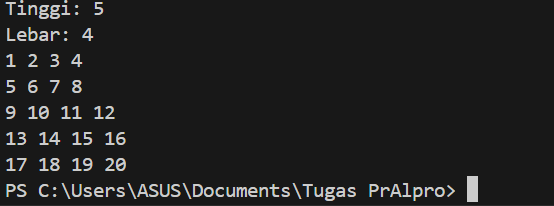 Tinggi: 5
Lebar: 4
1 2 3 4
5 6 7 8
9 10 11 12
13 14 15 16
17 18 19 20
PS C:\Users\ASUS\Documents\Tugas PrAlpro>